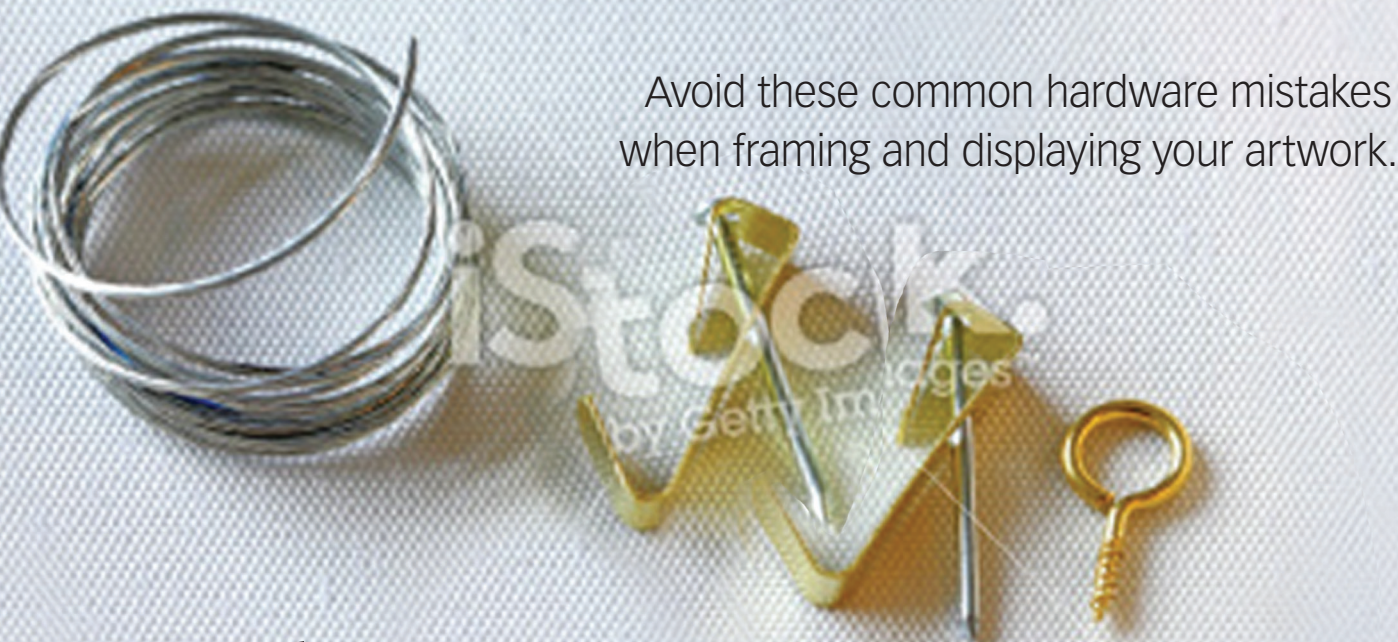 Avoid these common hardware mistakes
when framing and displaying your artwork.
iStock.
by Getty Images